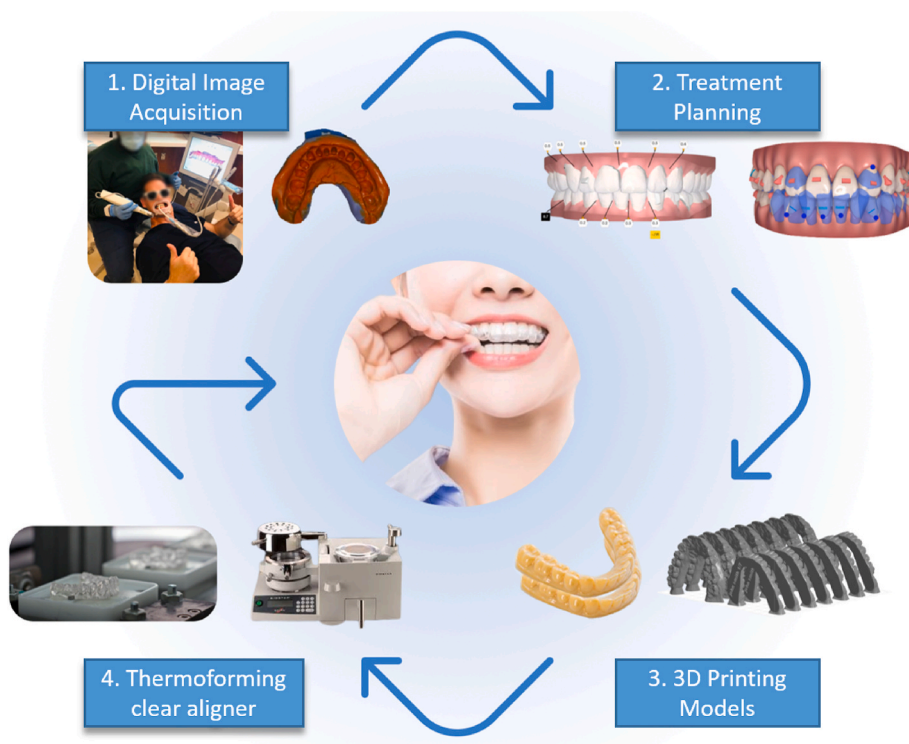 1. Digital Image
Acquisition
2. Treatment
Planning
4. Thermoforming
clear aligner
3. 3D Printing
Models